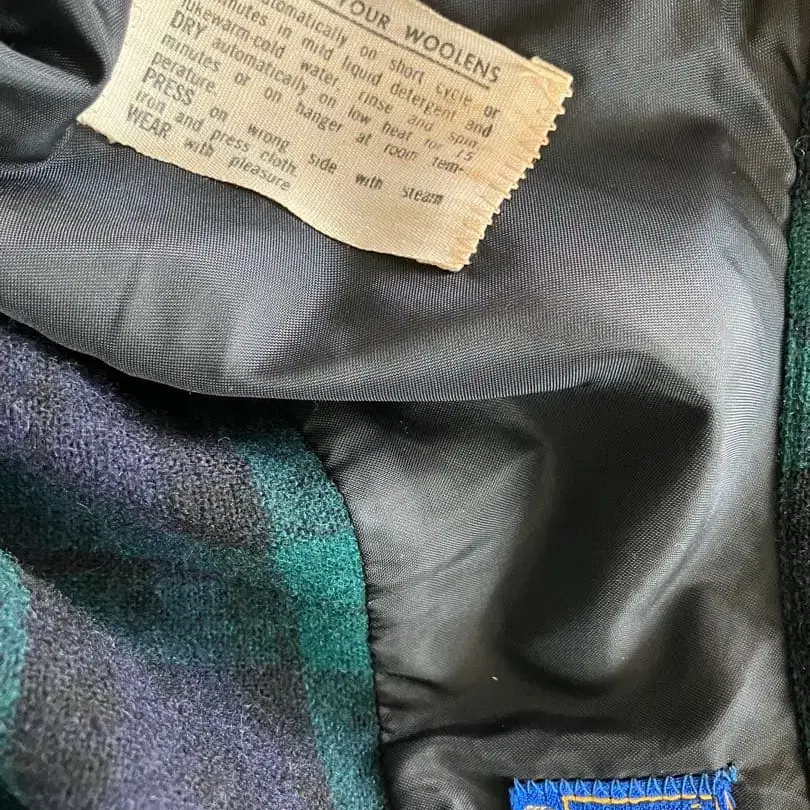 YOUR WOOLENS
automatically on short cycle or
minutes in mild liquid detergent and
lukewarm-cold water, rinse and spin
DRY automatically on low heat for 15
minutes or on hanger at room tem-
perature.
PRESS on wrong side with steam
iron and press cloth.
WEAR with pleasure